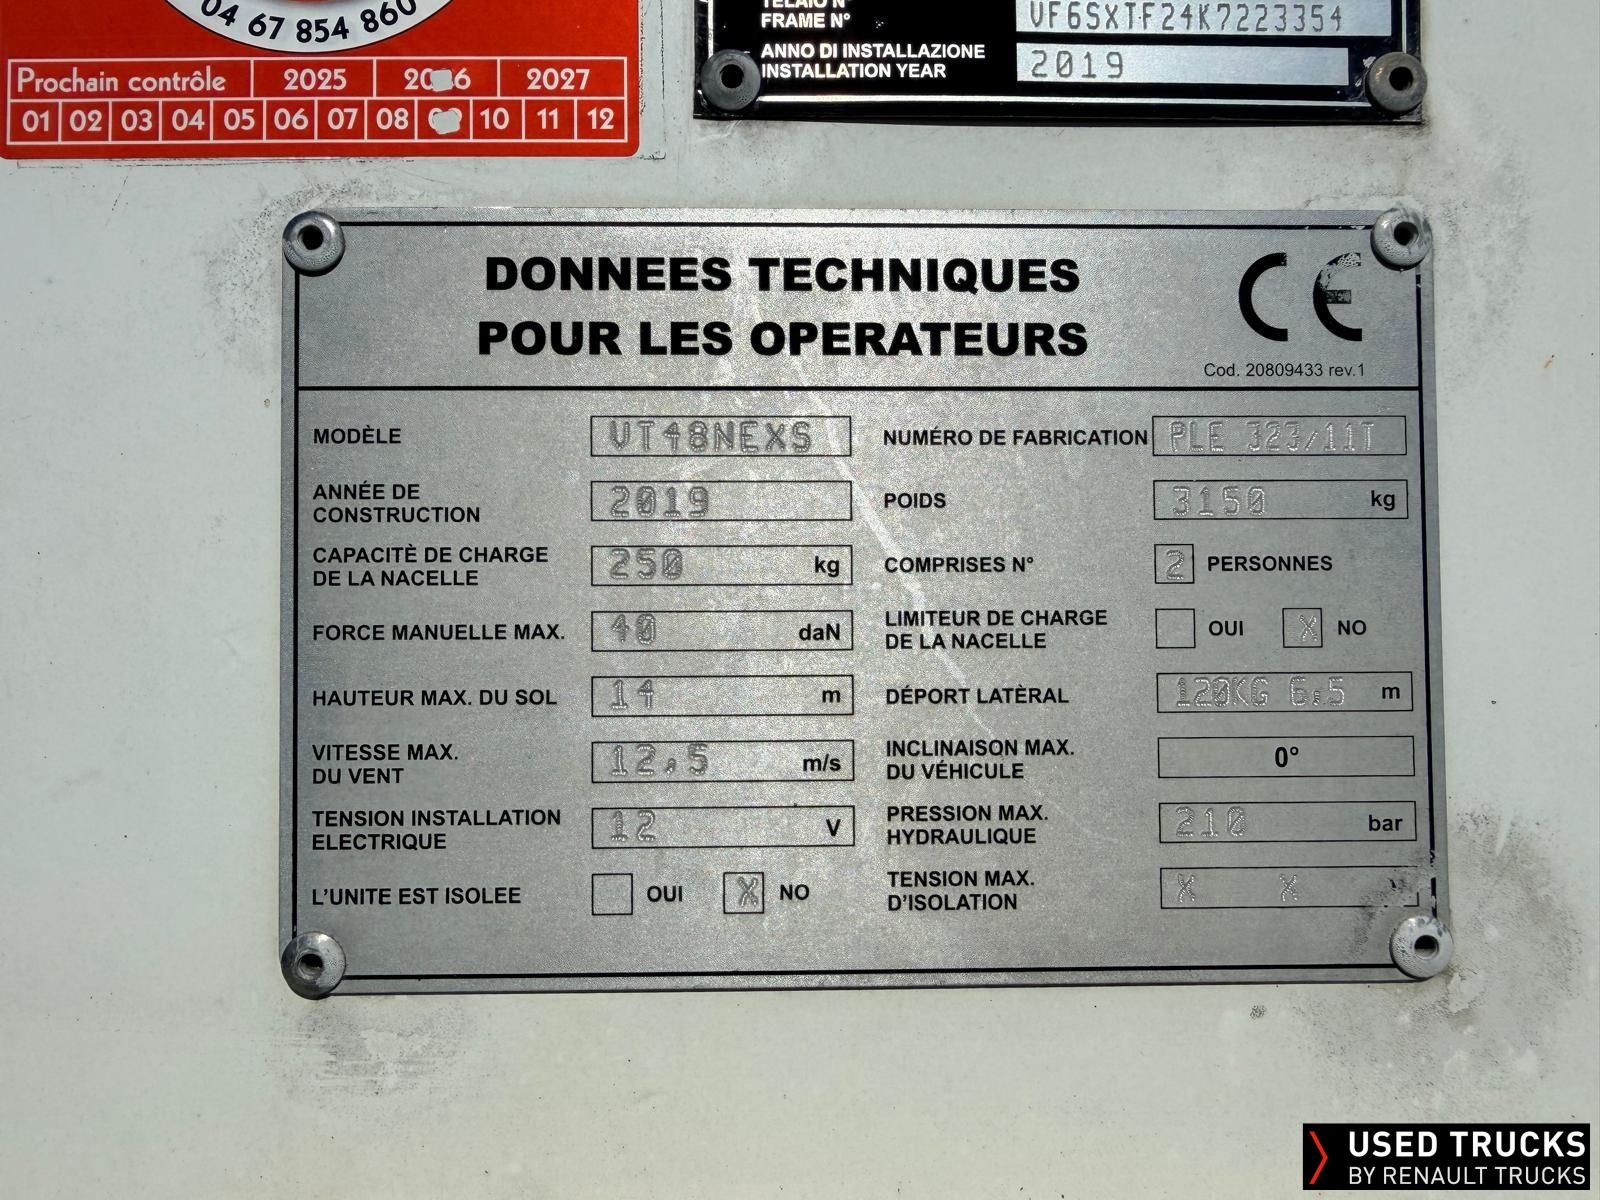 04 67 854 860
Prochain contrôle 2025 2026 2027
01 02 03 04 05 06 07 08 10 11 12
TELAIO N°
FRAME N° VF6SXTF24K7223354
ANNO DI INSTALLAZIONE
INSTALLATION YEAR 2019
DONNEES TECHNIQUES
POUR LES OPERATEURS
CE
Cod. 20809433 rev.1
MODÈLE VT48NEXS
NUMÉRO DE FABRICATION PLE 323/11T
ANNÉE DE
CONSTRUCTION 2019
POIDS 3150 kg
CAPACITÈ DE CHARGE
DE LA NACELLE 250 kg
COMPRISES N° 2 PERSONNES
FORCE MANUELLE MAX. 40 daN
LIMITEUR DE CHARGE
DE LA NACELLE OUI X NO
HAUTEUR MAX. DU SOL 14 m
DÉPORT LATÈRAL 120KG 6,5 m
VITESSE MAX.
DU VENT 12,5 m/s
INCLINAISON MAX.
DU VÉHICULE 0°
TENSION INSTALLATION
ELECTRIQUE 12 V
PRESSION MAX.
HYDRAULIQUE 210 bar
L'UNITE EST ISOLEE OUI X NO
TENSION MAX.
D'ISOLATION X X
USED TRUCKS
BY RENAULT TRUCKS